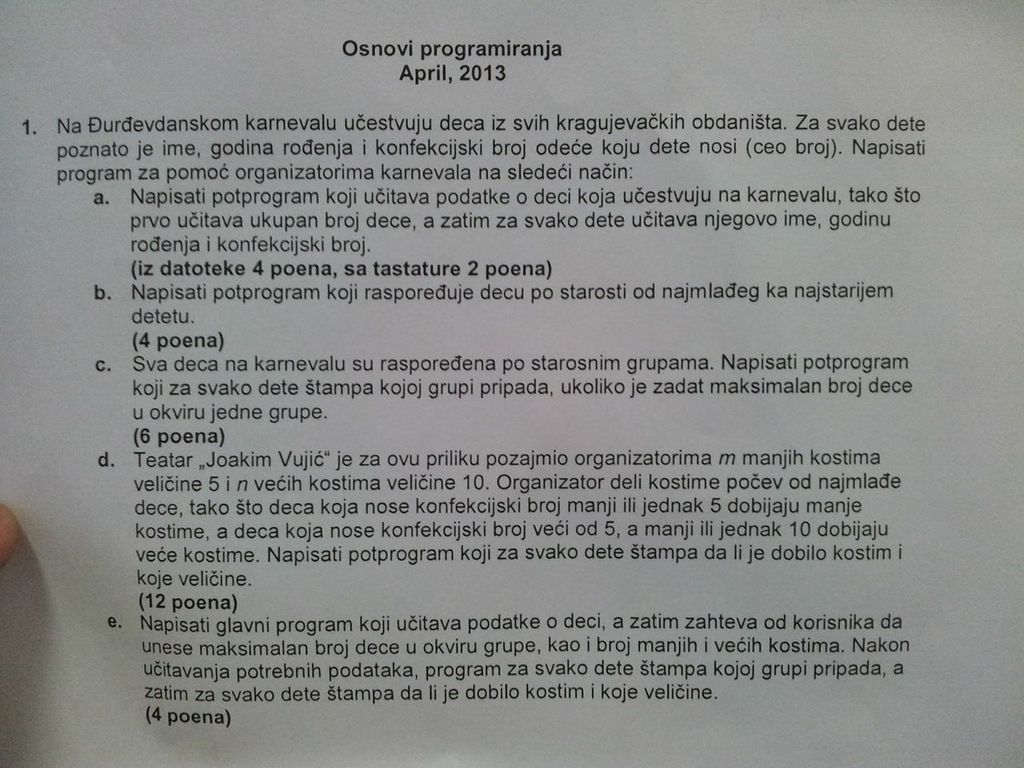 Osnovi programiranja
April, 2013
1. Na Đurđevdanskom karnevalu učestvuju deca iz svih kragujevačkih obdaništa. Za svako dete
poznato je ime, godina rođenja i konfekcijski broj odeće koju dete nosi (ceo broj). Napisati
program za pomoć organizatorima karnevala na sledeći način:
a. Napisati potprogram koji učitava podatke o deci koja učestvuju na karnevalu, tako što
prvo učitava ukupan broj dece, a zatim za svako dete učitava njegovo ime, godinu
rođenja i konfekcijski broj.
(iz datoteke 4 poena, sa tastature 2 poena)
b. Napisati potprogram koji raspoređuje decu po starosti od najmlađeg ka najstarijem
detetu.
(4 poena)
c. Sva deca na karnevalu su raspoređena po starosnim grupama. Napisati potprogram
koji za svako dete štampa kojoj grupi pripada, ukoliko je zadat maksimalan broj dece
u okviru jedne grupe.
(6 poena)
d. Teatar „Joakim Vujić“ je za ovu priliku pozajmio organizatorima m manjih kostima
veličine 5 i n većih kostima veličine 10. Organizator deli kostime počev od najmlađe
dece, tako što deca koja nose konfekcijski broj manji ili jednak 5 dobijaju manje
kostime, a deca koja nose konfekcijski broj veći od 5, a manji ili jednak 10 dobijaju
veće kostime. Napisati potprogram koji za svako dete štampa da li je dobilo kostim i
koje veličine.
(12 poena)
e. Napisati glavni program koji učitava podatke o deci, a zatim zahteva od korisnika da
unese maksimalan broj dece u okviru grupe, kao i broj manjih i većih kostima. Nakon
učitavanja potrebnih podataka, program za svako dete štampa kojoj grupi pripada, a
zatim za svako dete štampa da li je dobilo kostim i koje veličine.
(4 poena)